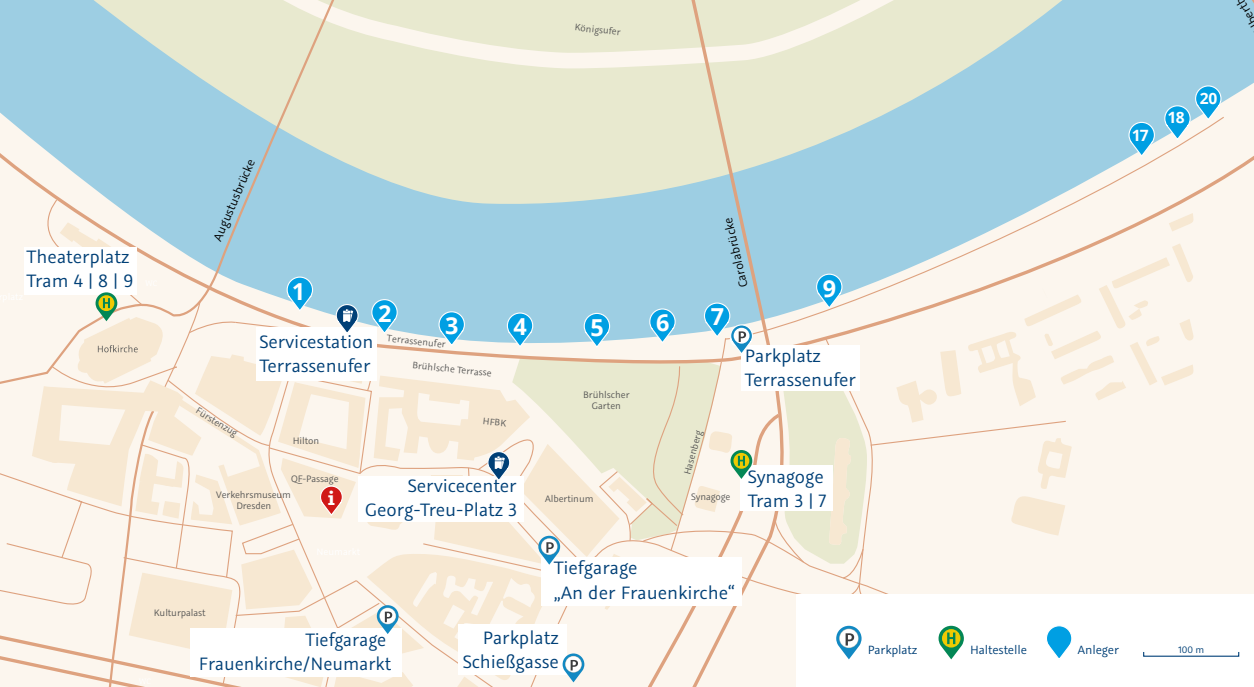 Königsufer
20
18
17
Augustusbrücke
Carolabrücke
Theaterplatz
Tram 4 | 8 | 9
H
1
2
3
4
5
6
7
9
Servicestation
Terrassenufer
Terrassenufer
Brühlsche Terrasse
P
Parkplatz
Terrassenufer
Hofkirche
Brühlscher
Garten
Fürstenzug
HFBK
Hilton
Hasenberg
QF-Passage
i
Verkehrsmuseum
Dresden
Servicecenter
Georg-Treu-Platz 3
Albertinum
H
Synagoge
Synagoge
Tram 3 | 7
P
Tiefgarage
„An der Frauenkirche“
Kulturpalast
P
Tiefgarage
Frauenkirche/Neumarkt
Parkplatz
Schießgasse
P
P
Parkplatz
H
Haltestelle
Anleger
100 m